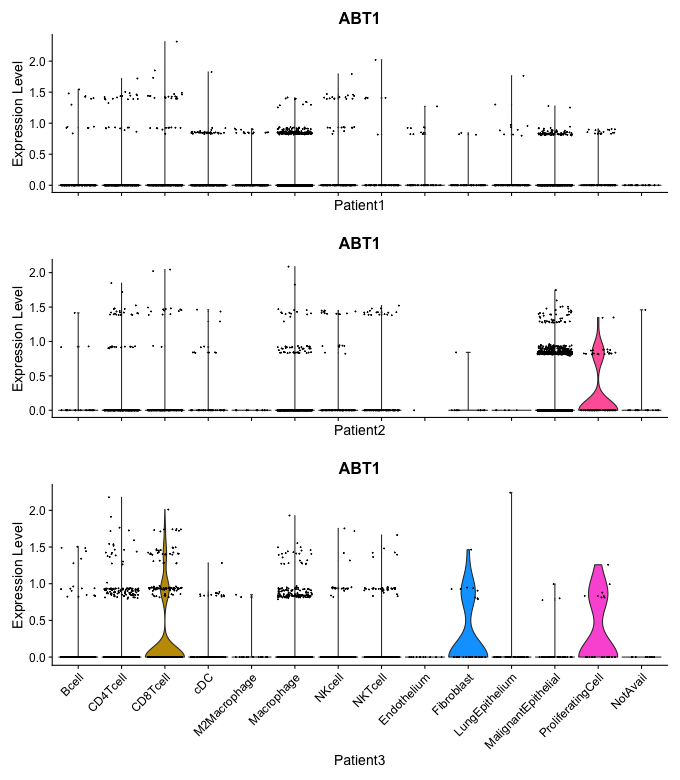 ABT1
Expression Level
2.0
1.5
1.0
0.5
0.0
Patient1
ABT1
Expression Level
2.0
1.5
1.0
0.5
0.0
Patient2
ABT1
Expression Level
2.0
1.5
1.0
0.5
0.0
Bcell
CD4Tcell
CD8Tcell
cDC
M2Macrophage
Macrophage
NKcell
NKTcell
Endothelium
Fibroblast
LungEpithelium
MalignantEpithelial
ProliferatingCell
NotAvail
Patient3